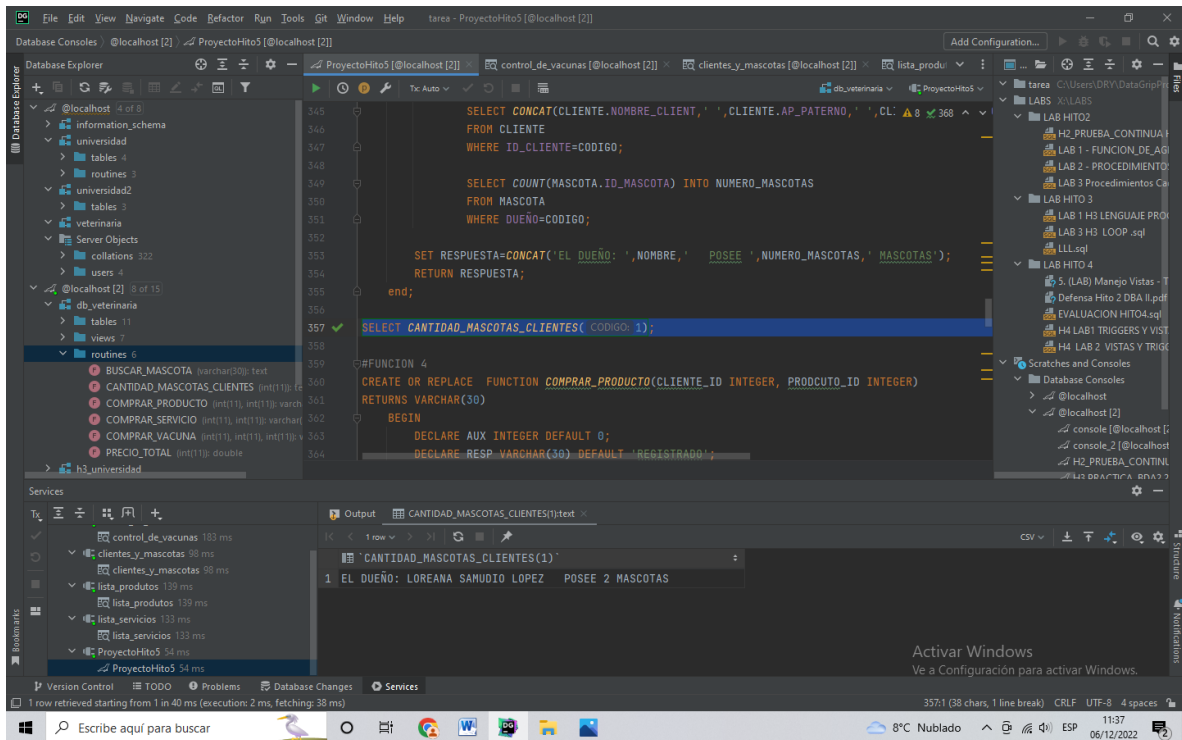 File Edit View Navigate Code Refactor Run Tools Git Window Help tarea - ProyectoHito5 [@localhost [2]]
Database Consoles @localhost [2] ProyectoHito5 [@localhost [2]] Add Configuration...
Database Explorer
@localhost 4 of 8
information_schema
universidad
tables 4
routines 3
universidad2
tables 3
veterinaria
Server Objects
collations 322
users 4
@localhost [2] 8 of 15
db_veterinaria
tables 11
views 7
routines 6
BUSCAR_MASCOTA (varchar(30)): text
CANTIDAD_MASCOTAS_CLIENTES (int(11)): te
COMPRAR_PRODUCTO (int(11), int(11)): varch
COMPRAR_SERVICIO (int(11), int(11)): varchar(
COMPRAR_VACUNA (int(11), int(11), int(11)): v
PRECIO_TOTAL (int(11)): double
h3_universidad
ProyectoHito5 [@localhost [2]] control_de_vacunas [@localhost [2]] clientes_y_mascotas [@localhost [2]] lista_produ
Tx: Auto db_veterinaria ProyectoHito5
8 368
345 SELECT CONCAT(CLIENTE.NOMBRE_CLIENT,' ',CLIENTE.AP_PATERNO,' ',CL
346 FROM CLIENTE
347 WHERE ID_CLIENTE=CODIGO;
348
349 SELECT COUNT(MASCOTA.ID_MASCOTA) INTO NUMERO_MASCOTAS
350 FROM MASCOTA
351 WHERE DUEÑO=CODIGO;
352
353 SET RESPUESTA=CONCAT('EL DUEÑO: ',NOMBRE,'   POSEE ',NUMERO_MASCOTAS,' MASCOTAS');
354 RETURN RESPUESTA;
355 end;
356
357 SELECT CANTIDAD_MASCOTAS_CLIENTES( CODIGO: 1);
358
359 #FUNCION 4
360 CREATE OR REPLACE  FUNCTION COMPRAR_PRODUCTO(CLIENTE_ID INTEGER, PRODCUTO_ID INTEGER)
361 RETURNS VARCHAR(30)
362 BEGIN
363 DECLARE AUX INTEGER DEFAULT 0;
364 DECLARE RESP VARCHAR(30) DEFAULT 'REGISTRADO';
tarea C:\Users\DRY\DataGripPr
LABS X:\LABS
LAB HITO2
H2_PRUEBA_CONTINUA
LAB 1 - FUNCION_DE_AG
LAB 2 - PROCEDIMIENTO
LAB 3 Procedimientos Ca
LAB HITO 3
LAB 1 H3 LENGUAJE PRO
LAB 3 H3 LOOP .sql
LLL.sql
LAB HITO 4
5. (LAB) Manejo Vistas - T
Defensa Hito 2 DBA II.pdf
EVALUACION HITO4.sql
H4 LAB1 TRIGGERS Y VIST
H4 LAB 2 VISTAS Y TRIGG
Scratches and Consoles
Database Consoles
@localhost
@localhost [2]
console [@localhost [2
console_2 [@localhost
H2_PRUEBA_CONTINU
H3 PRACTICA_BDA2.2
Files
Structure
Notifications
Bookmarks
Services
Tx
control_de_vacunas 183 ms
clientes_y_mascotas 98 ms
clientes_y_mascotas 98 ms
lista_produtos 139 ms
lista_produtos 139 ms
lista_servicios 133 ms
lista_servicios 133 ms
ProyectoHito5 54 ms
ProyectoHito5 54 ms
Output CANTIDAD_MASCOTAS_CLIENTES(1):text
1 row CSV
`CANTIDAD_MASCOTAS_CLIENTES(1)`
1 EL DUEÑO: LOREANA SAMUDIO LOPEZ   POSEE 2 MASCOTAS
Activar Windows
Ve a Configuración para activar Windows.
Version Control TODO Problems Database Changes Services
1 row retrieved starting from 1 in 40 ms (execution: 2 ms, fetching: 38 ms) 357:1 (38 chars, 1 line break) CRLF UTF-8 4 spaces
Escribe aquí para buscar 8°C Nublado ESP 11:37
06/12/2022